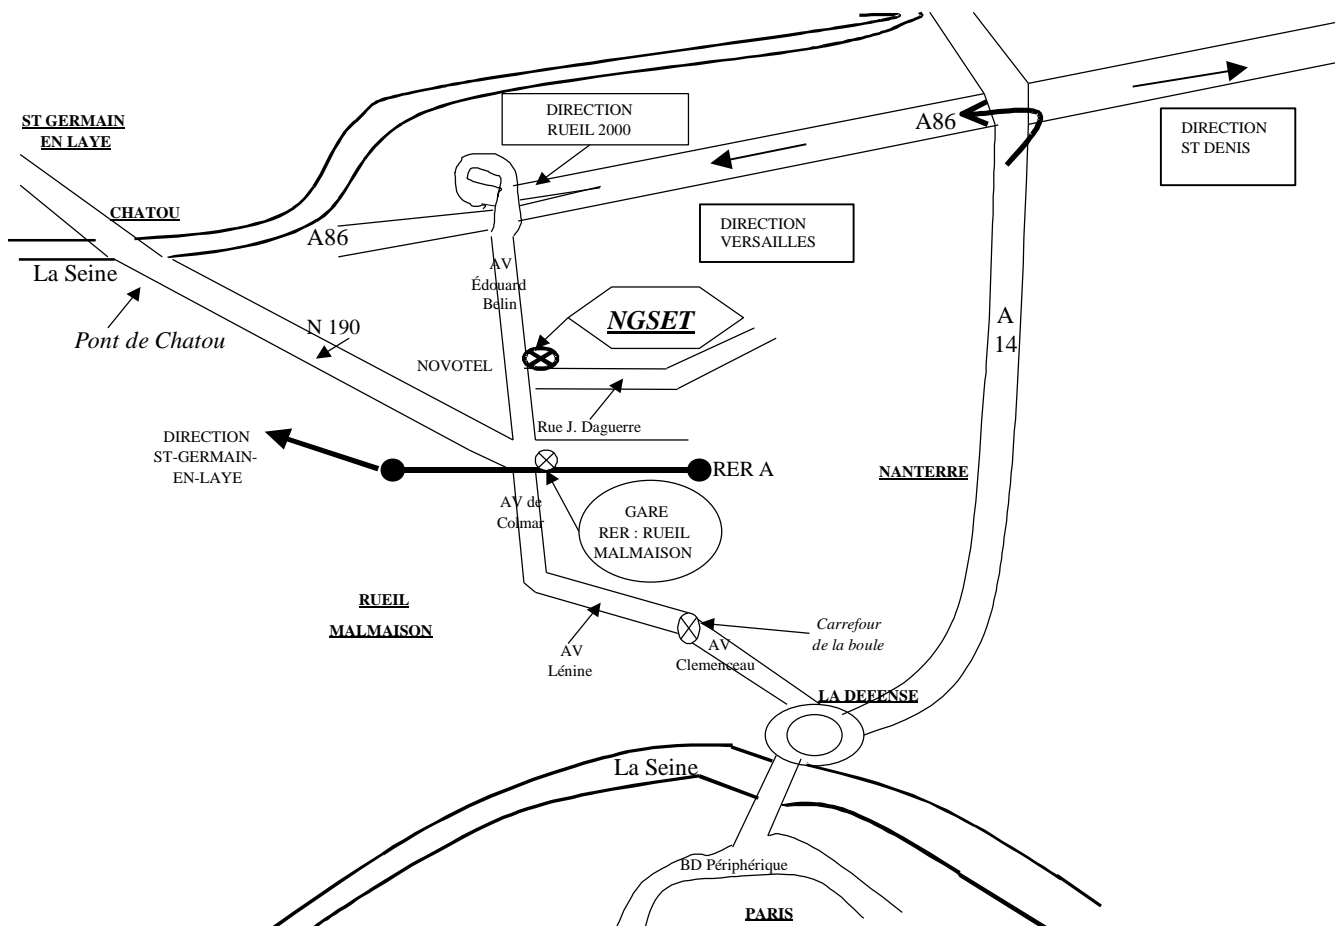 DIRECTION
RUEIL 2000
ST GERMAIN
EN LAYE
A86
DIRECTION
ST DENIS
CHATOU
A86
DIRECTION
VERSAILLES
La Seine
AV
Édouard
Belin
Pont de Chatou
N 190
NGSET
A
14
NOVOTEL
Rue J. Daguerre
DIRECTION
ST-GERMAIN-
EN-LAYE
RER A
NANTERRE
AV de
Colmar
GARE
RER : RUEIL
MALMAISON
RUEIL
MALMAISON
Carrefour
de la boule
AV
Lénine
AV
Clemenceau
LA DEFENSE
La Seine
BD Périphérique
PARIS